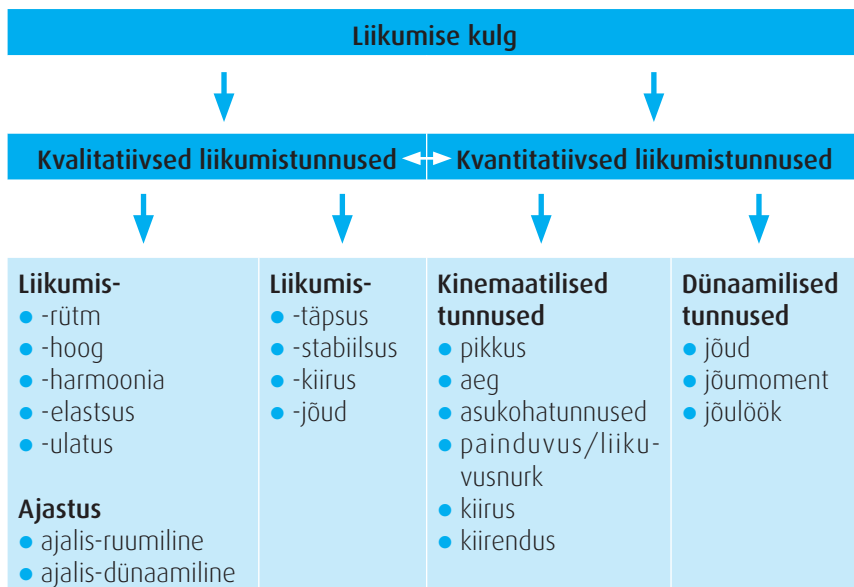 Liikumise kulg
Kvalitatiivsed liikumistunnused
Kvantitatiivsed liikumistunnused
Liikumis-
-rütm
-hoog
-harmoonia
-elastsus
-ulatus
Ajastus
ajalis-ruumiline
ajalis-dünaamiline
Liikumis-
-täpsus
-stabiilsus
-kiirus
-jõud
Kinemaatilised
tunnused
pikkus
aeg
asukohatunnused
painduvus/liiku-
vusnurk
kiirus
kiirendus
Dünaamilised
tunnused
jõud
jõumoment
jõulöök